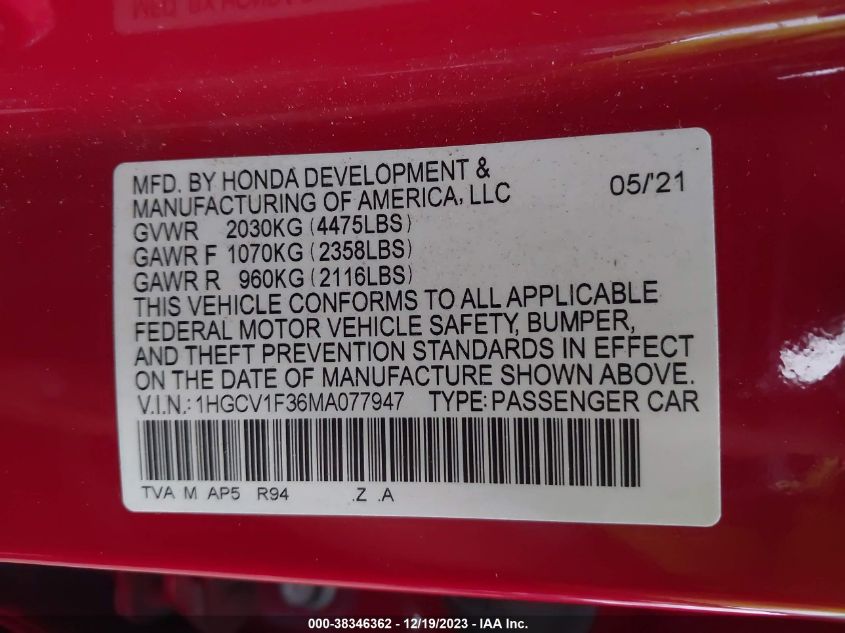 MFD. BY HONDA DEVELOPMENT &
MANUFACTURING OF AMERICA, LLC 05/'21
GVWR 2030KG (4475LBS)
GAWR F 1070KG (2358LBS)
GAWR R 960KG (2116LBS)
THIS VEHICLE CONFORMS TO ALL APPLICABLE
FEDERAL MOTOR VEHICLE SAFETY, BUMPER,
AND THEFT PREVENTION STANDARDS IN EFFECT
ON THE DATE OF MANUFACTURE SHOWN ABOVE.
V.I.N.: 1HGCV1F36MA077947 TYPE: PASSENGER CAR
TVA M AP5 R94 .Z .A
000-38346362 - 12/19/2023 - IAA Inc.